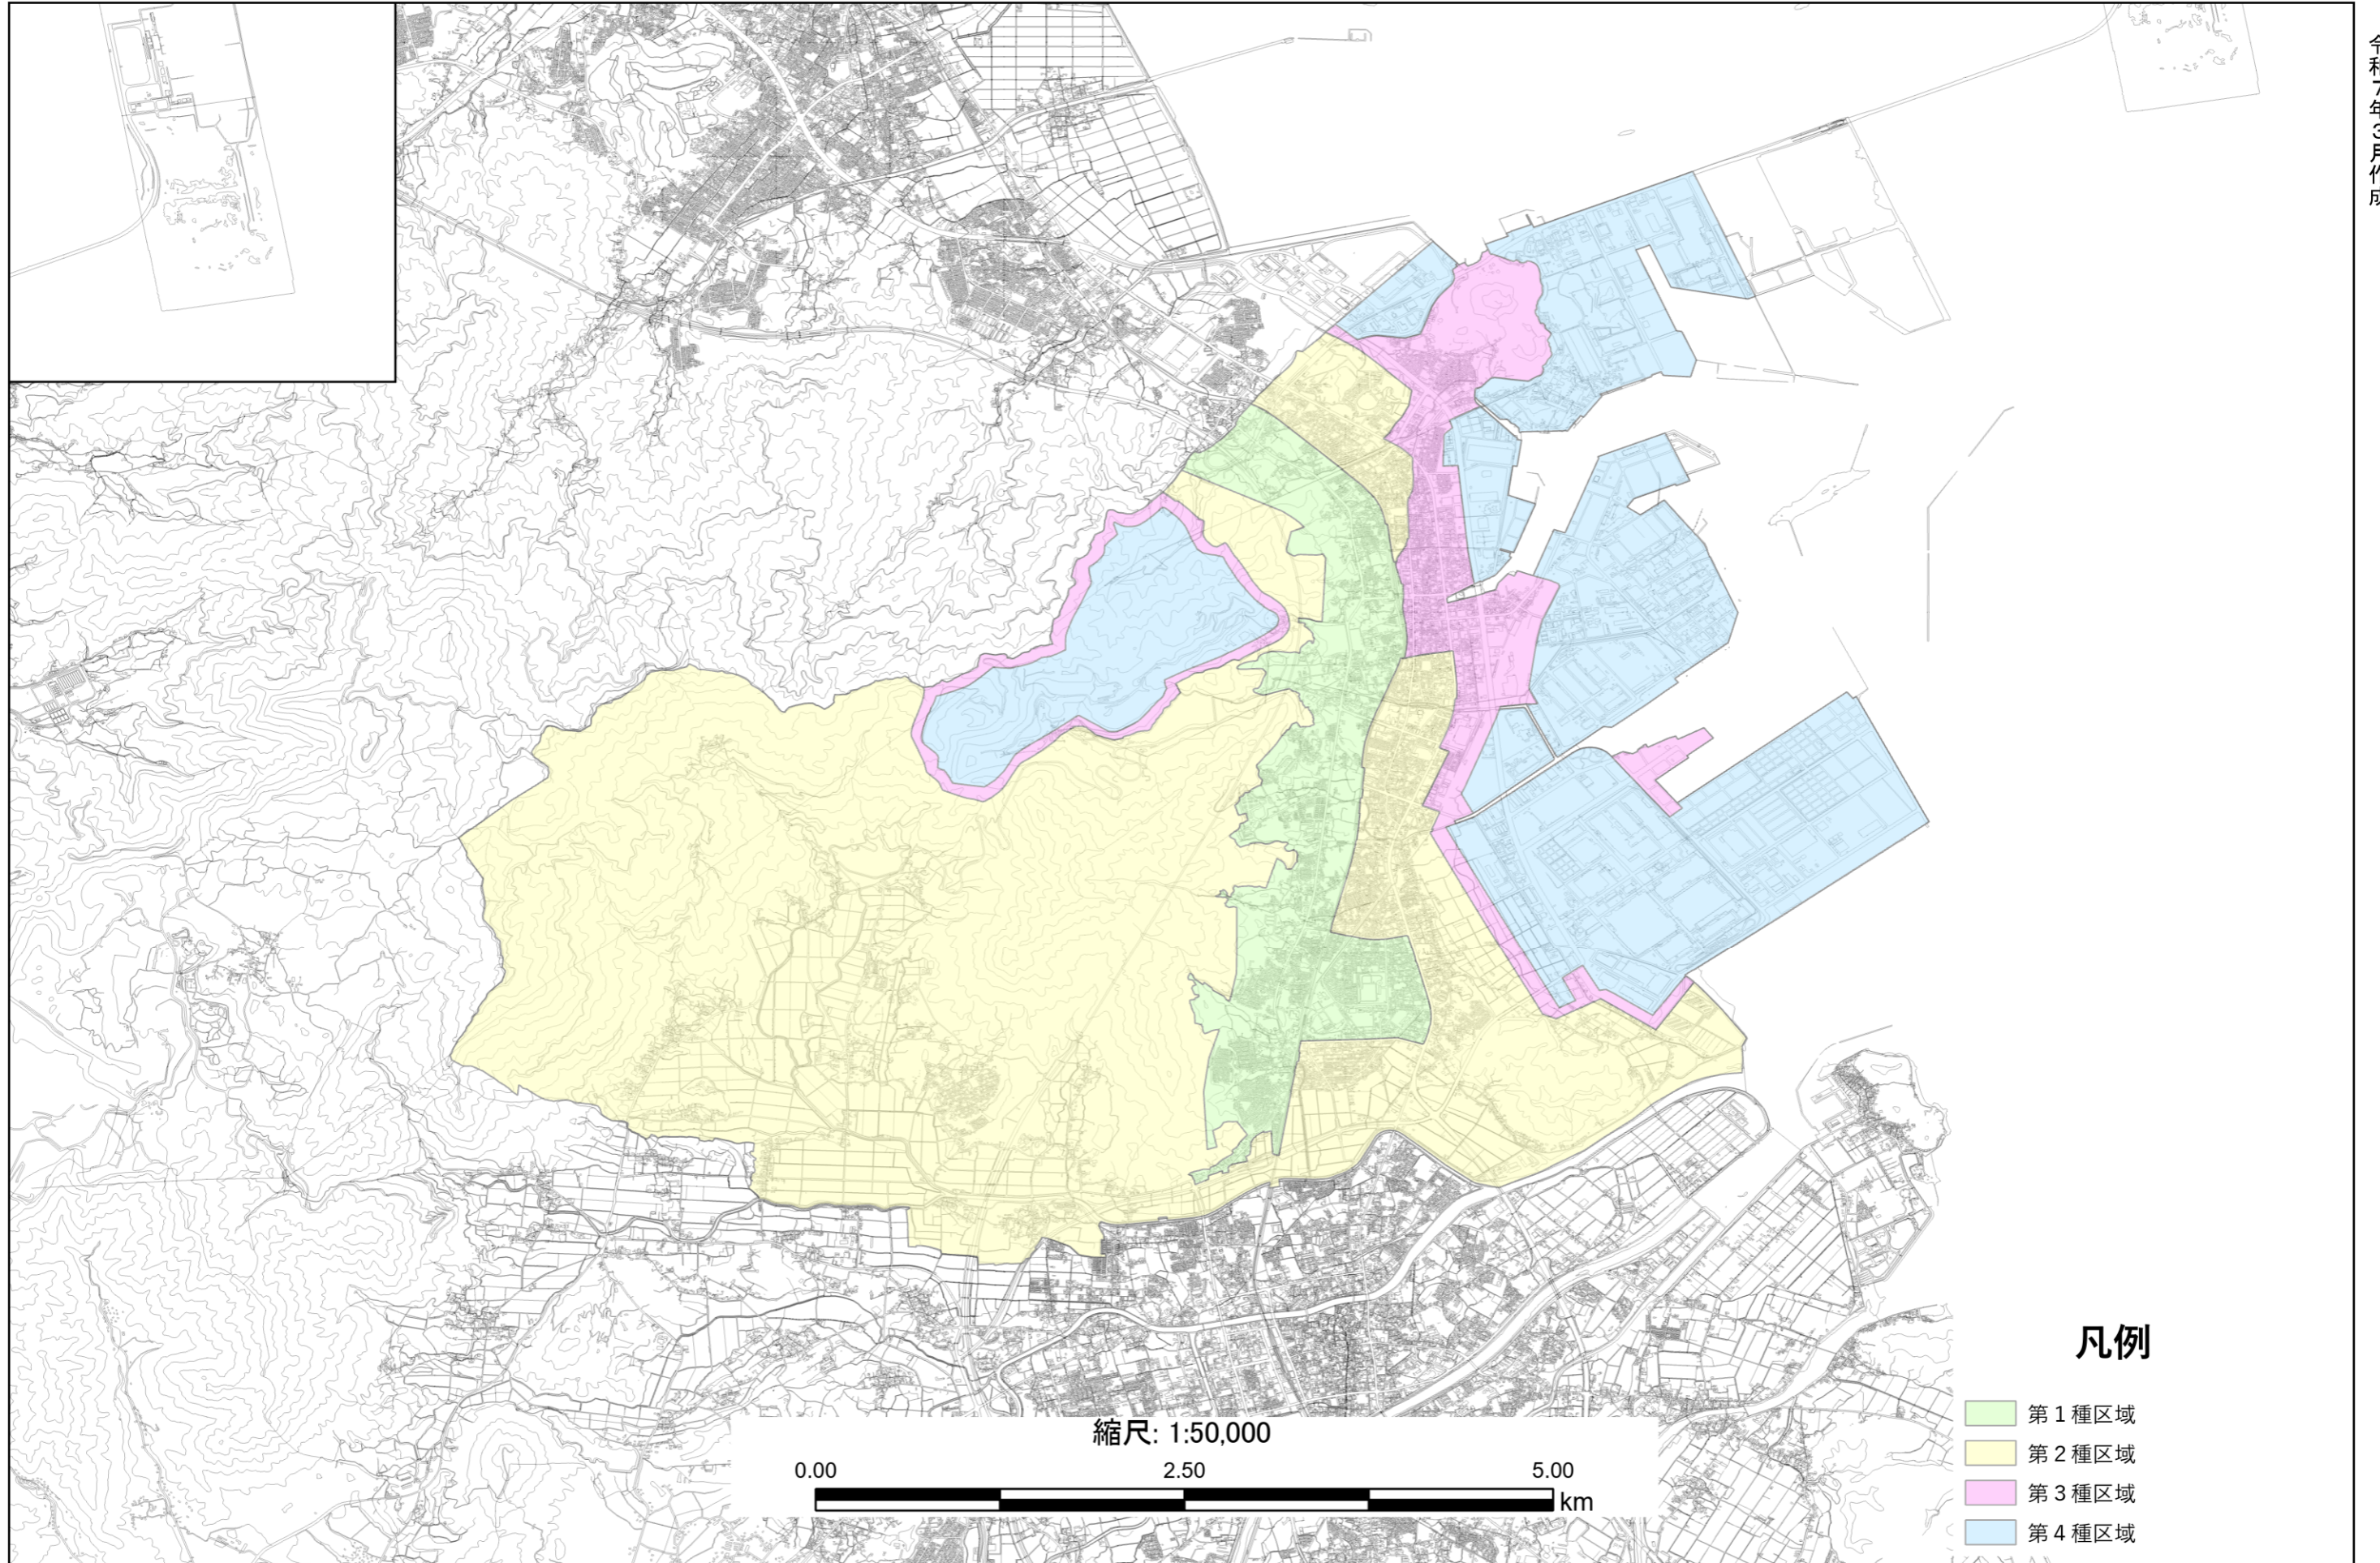 令和７年３月作成
縮尺: 1:50,000
0.00 2.50 5.00
km
凡例
第１種区域
第２種区域
第３種区域
第４種区域